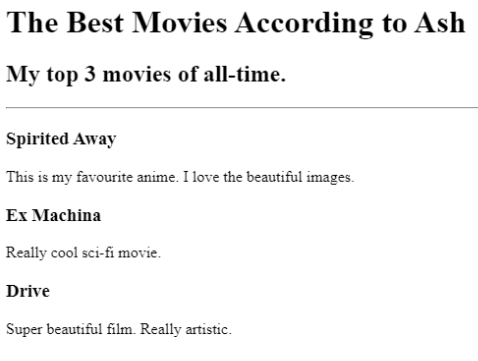 The Best Movies According to Ash
My top 3 movies of all-time.
Spirited Away
This is my favourite anime. I love the beautiful images.
Ex Machina
Really cool sci-fi movie.
Drive
Super beautiful film. Really artistic.